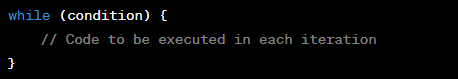 while (condition) {
    // Code to be executed in each iteration
}